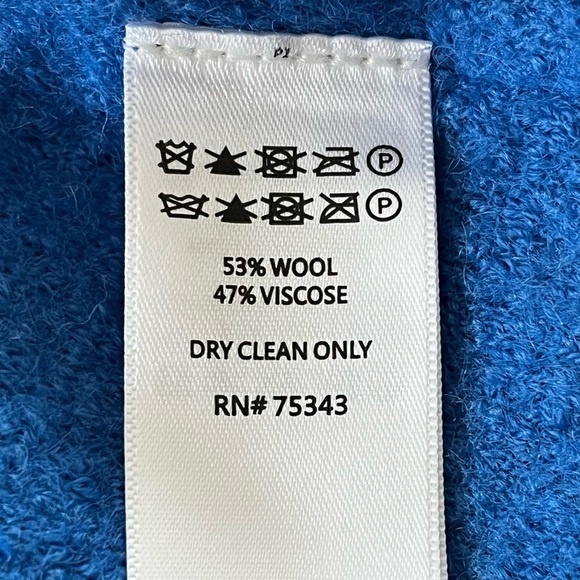 P
P
53% WOOL
47% VISCOSE
DRY CLEAN ONLY
RN# 75343